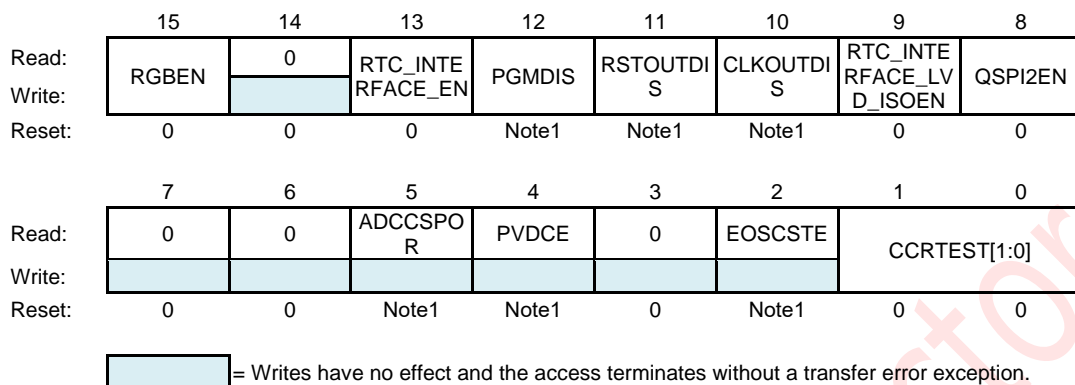 15 14 13 12 11 10 9 8
Read: RGBEN 0 RTC_INTE RFACE_EN PGMDIS RSTOUTDI S CLKOUTDI S RTC_INTE RFACE_LV D_ISOEN QSPI2EN
Write:
Reset: 0 0 0 Note1 Note1 Note1 0 0
7 6 5 4 3 2 1 0
Read: 0 0 ADCCSPO R PVDCE 0 EOSCSTE CCRTEST[1:0]
Write:
Reset: 0 0 Note1 Note1 0 Note1 0 0
= Writes have no effect and the access terminates without a transfer error exception.